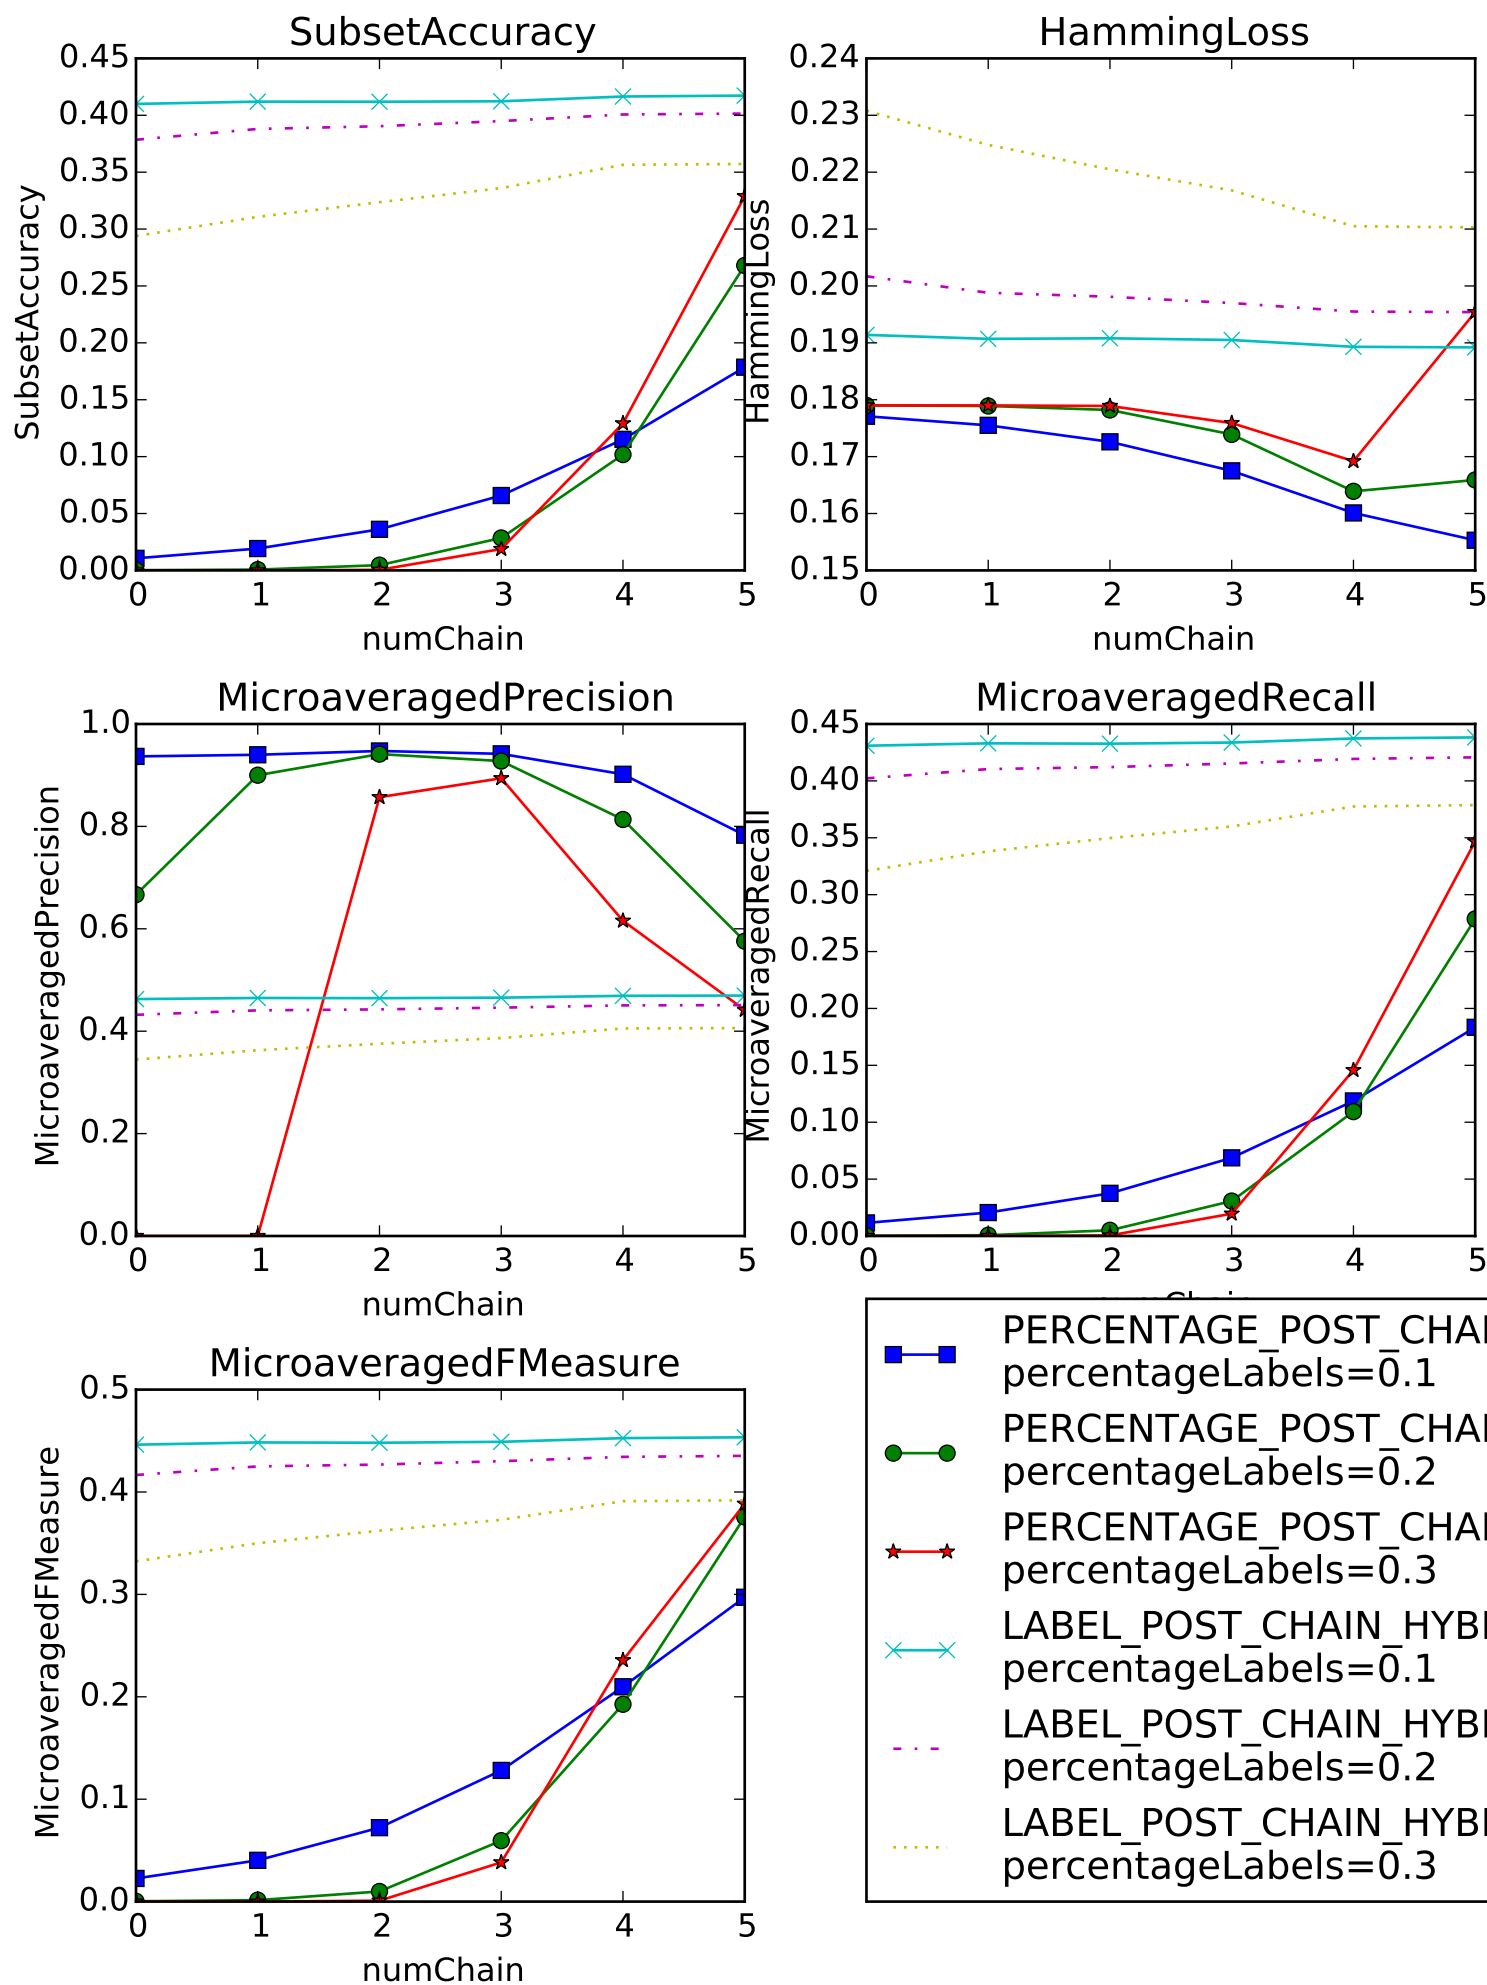 SubsetAccuracy
0.45
0.40
0.35
0.30
0.25
0.20
0.15
0.10
0.05
0.00
SubsetAccuracy
0 1 2 3 4 5
numChain
HammingLoss
0.24
0.23
0.22
0.21
0.20
0.19
0.18
0.17
0.16
0.15
HammingLoss
0 1 2 3 4 5
numChain
MicroaveragedPrecision
1.0
0.8
0.6
0.4
0.2
0.0
MicroaveragedPrecision
0 1 2 3 4 5
numChain
MicroaveragedRecall
0.45
0.40
0.35
0.30
0.25
0.20
0.15
0.10
0.05
0.00
MicroaveragedRecall
0 1 2 3 4 5
numChain
MicroaveragedFMeasure
0.5
0.4
0.3
0.2
0.1
0.0
MicroaveragedFMeasure
0 1 2 3 4 5
numChain
PERCENTAGE_POST_CHAI
percentageLabels=0.1
PERCENTAGE_POST_CHAI
percentageLabels=0.2
PERCENTAGE_POST_CHAI
percentageLabels=0.3
LABEL_POST_CHAIN_HYB
percentageLabels=0.1
LABEL_POST_CHAIN_HYB
percentageLabels=0.2
LABEL_POST_CHAIN_HYB
percentageLabels=0.3